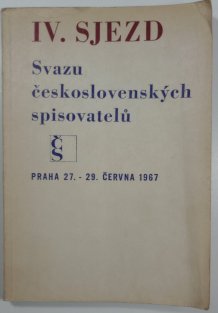 IV. SJEZD
Svazu
československých
spisovatelů
čs
PRAHA 27. - 29. ČERVNA 1967